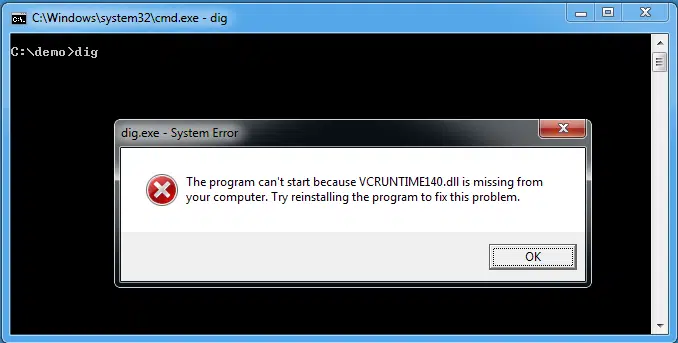 C:\Windows\system32\cmd.exe - dig
C:\demo>dig
dig.exe - System Error
The program can't start because VCRUNTIME140.dll is missing from
your computer. Try reinstalling the program to fix this problem.
OK